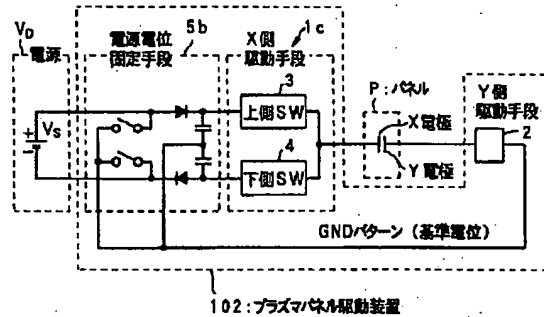 V_D
電源
+
−
V_S
5b
電源電位
固定手段
1c
X側
駆動手段
3
上側SW
4
下側SW
P:パネル
X電極
Y電極
Y側
駆動手段
2
GNDパターン(基準電位)
102:プラズマパネル駆動装置